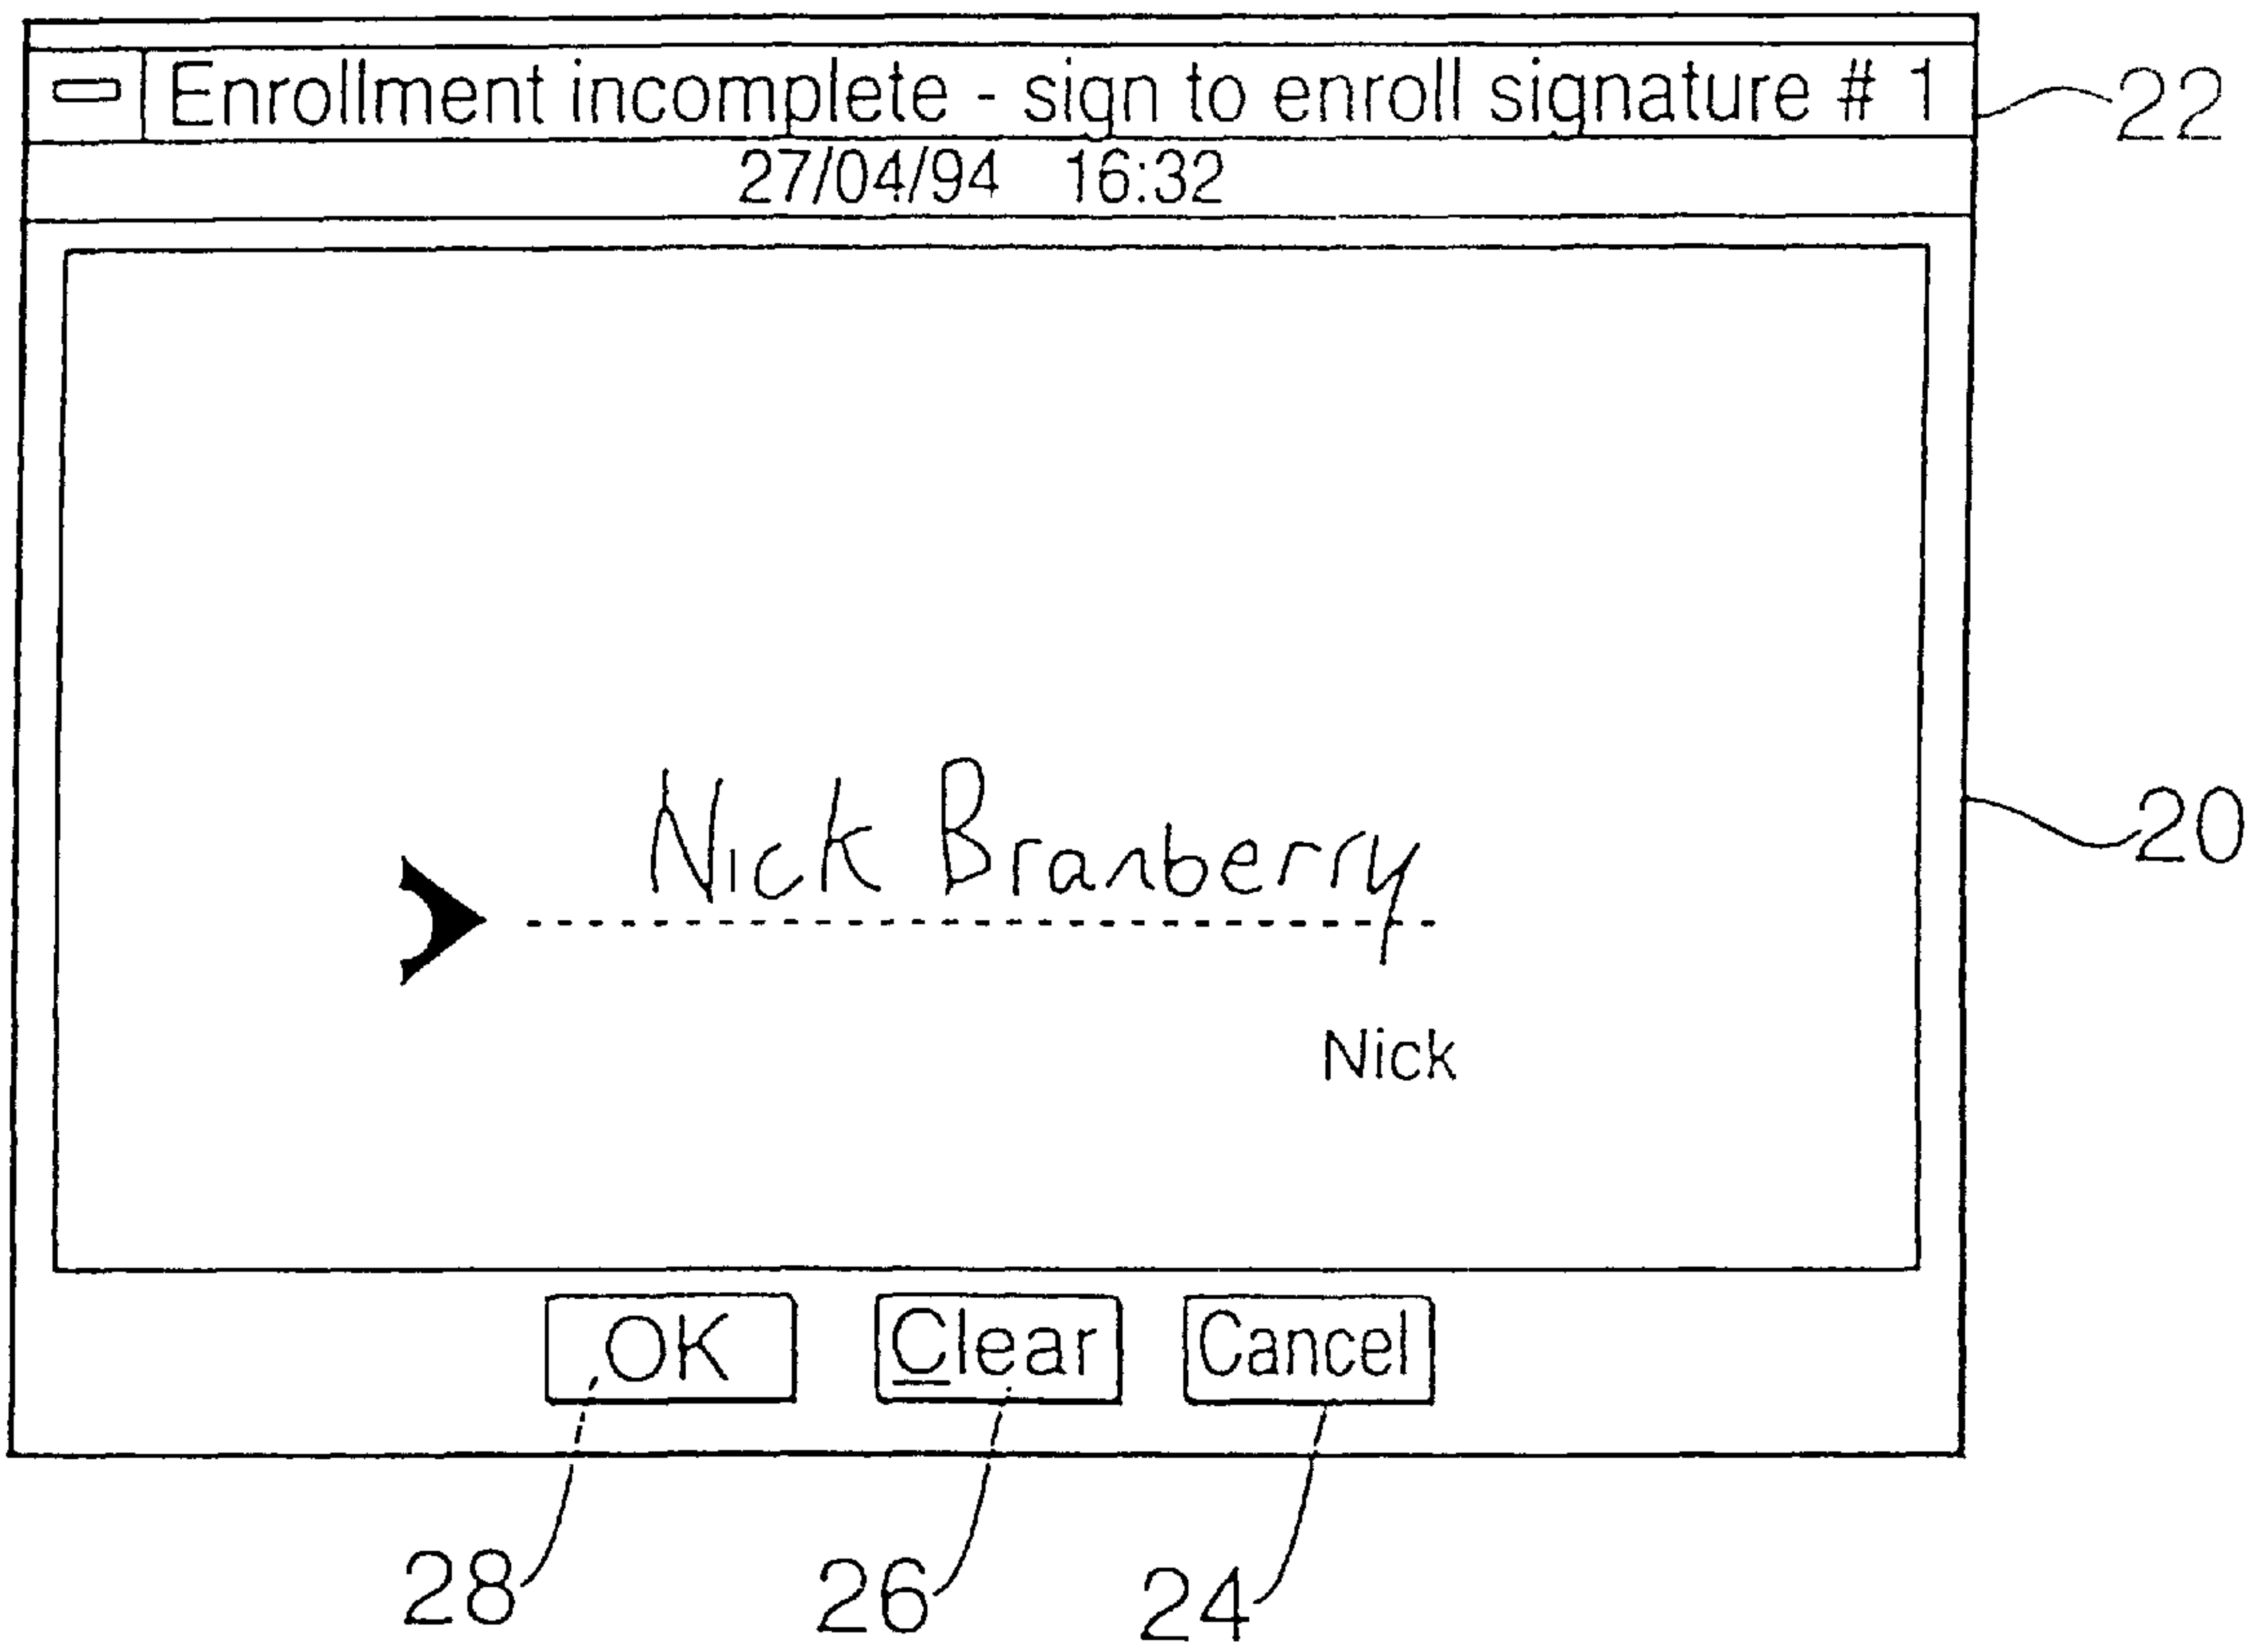 Enrollment incomplete - sign to enroll signature # 1
22
27/04/94 16:32
Nick Branberry
20
Nick
OK Clear Cancel
28 26 24